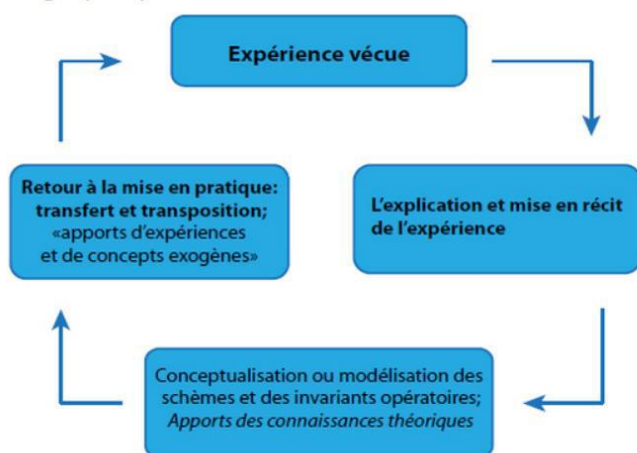 Expérience vécue
Retour à la mise en pratique:
transfert et transposition;
«apports d'expériences
et de concepts exogènes»
L'explication et mise en récit
de l'expérience
Conceptualisation ou modélisation des
schèmes et des invariants opératoires;
Apports des connaissances théoriques